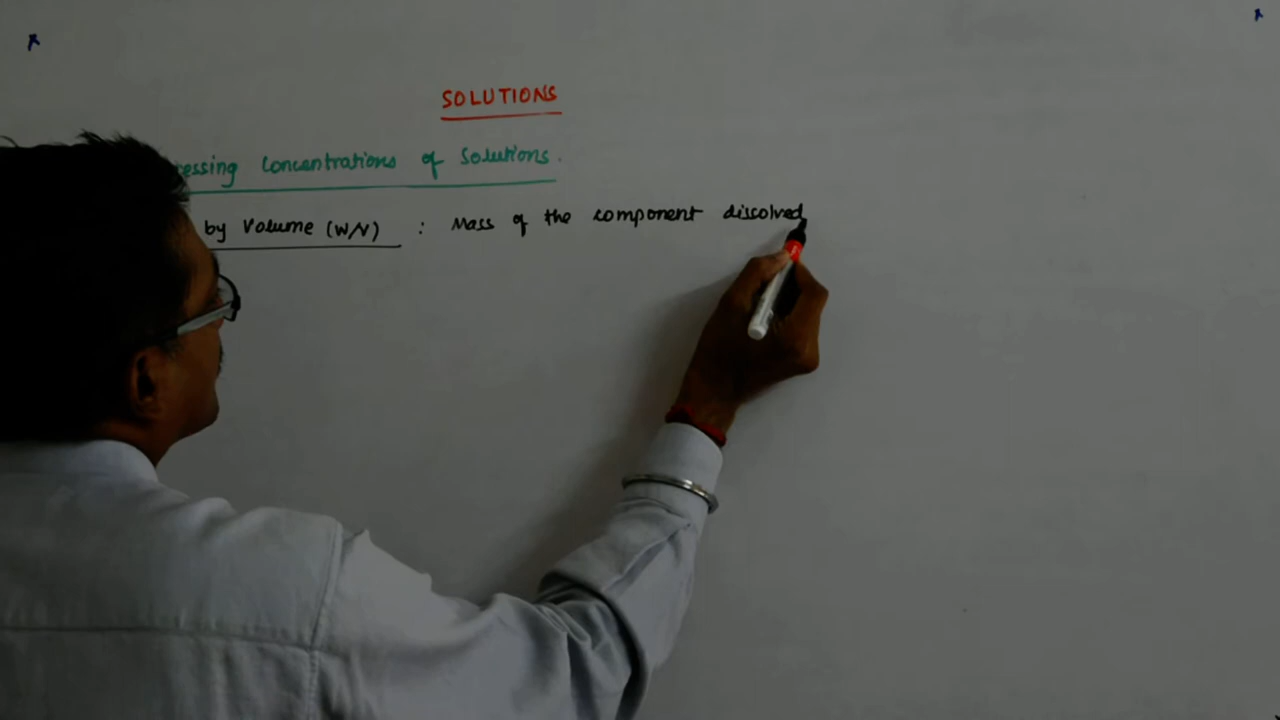 SOLUTIONS
essing Concentrations of Solutions.
by Volume (W/V) : Mass of the component dissolved